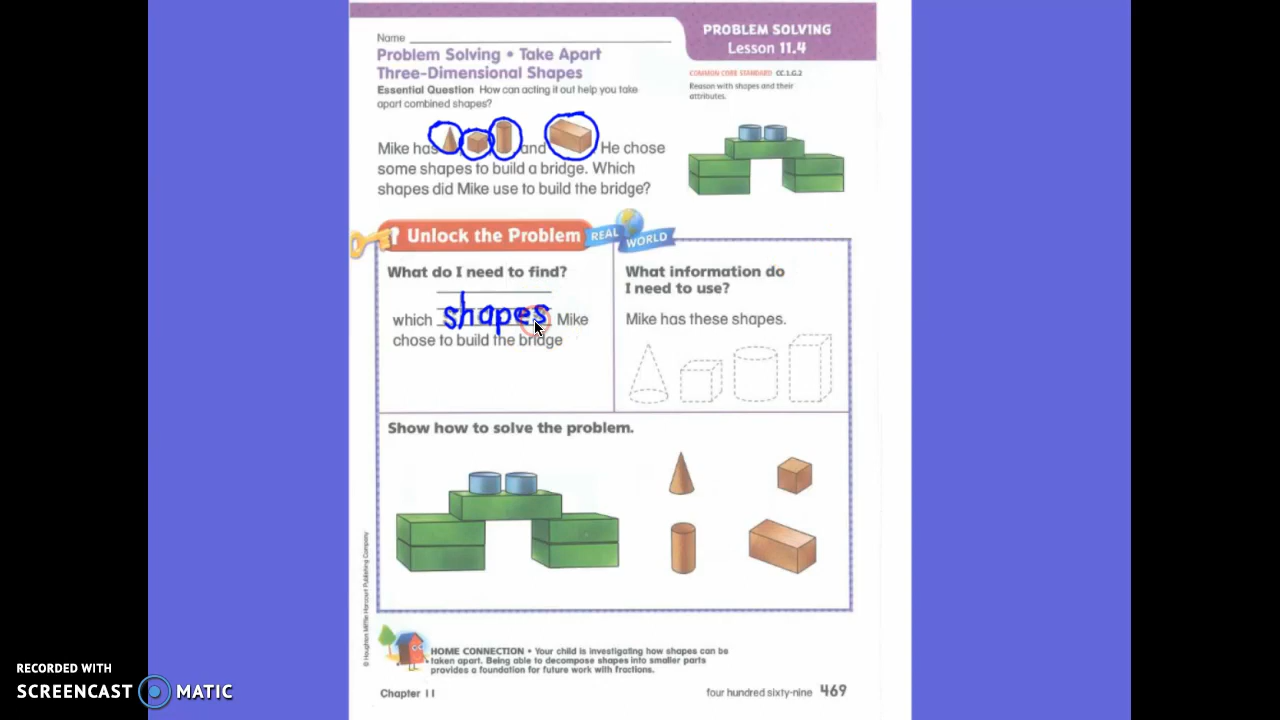 PROBLEM SOLVING
Lesson 11.4
Name
Problem Solving • Take Apart
Three-Dimensional Shapes
Essential Question How can acting it out help you take
apart combined shapes?
COMMON CORE STANDARD CC.1.G.2
Reason with shapes and their
attributes.
Mike has , and He chose
some shapes to build a bridge. Which
shapes did Mike use to build the bridge?
Unlock the Problem
REAL
WORLD
What do I need to find?
which shapes Mike
chose to build the bridge
What information do
I need to use?
Mike has these shapes.
Show how to solve the problem.
© Houghton Mifflin Harcourt Publishing Company
HOME CONNECTION • Your child is investigating how shapes can be
taken apart. Being able to decompose shapes into smaller parts
provides a foundation for future work with fractions.
Chapter 11
four hundred sixty-nine 469
RECORDED WITH
SCREENCAST MATIC